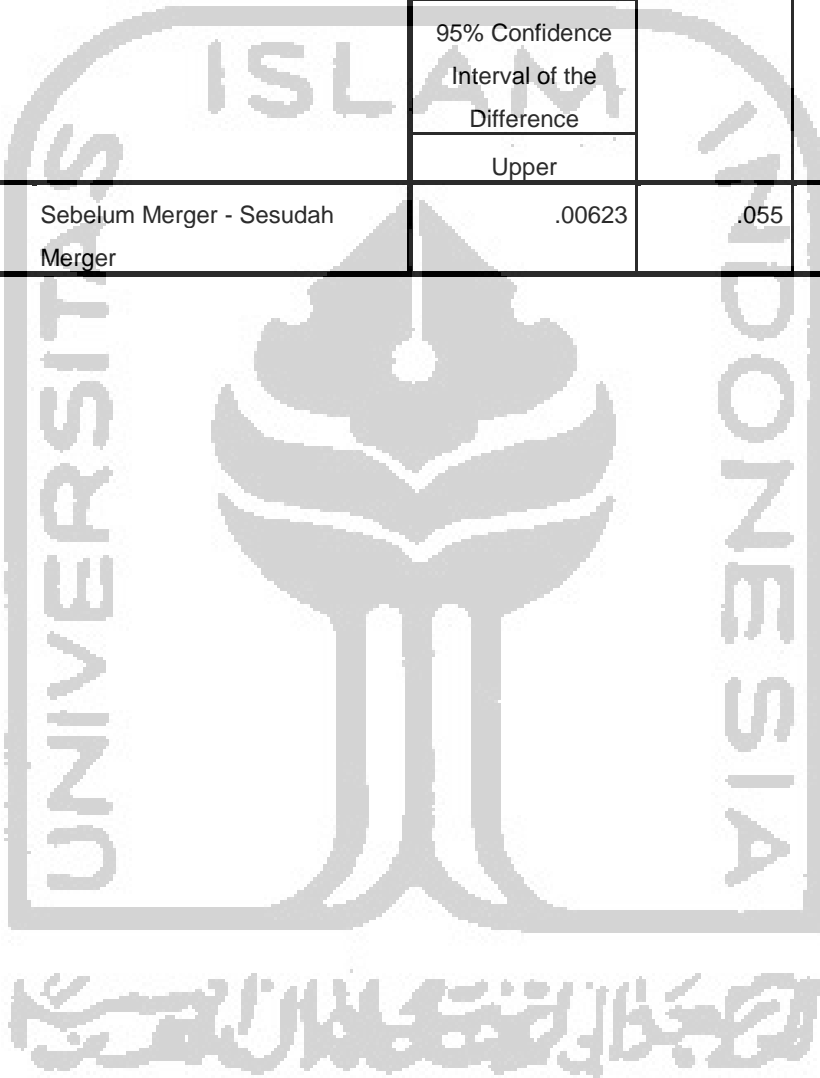 95% Confidence
Interval of the
Difference
Upper
Sebelum Merger - Sesudah
Merger
.00623
.055
ISLAM
UNIVERSITAS
INDONESIA